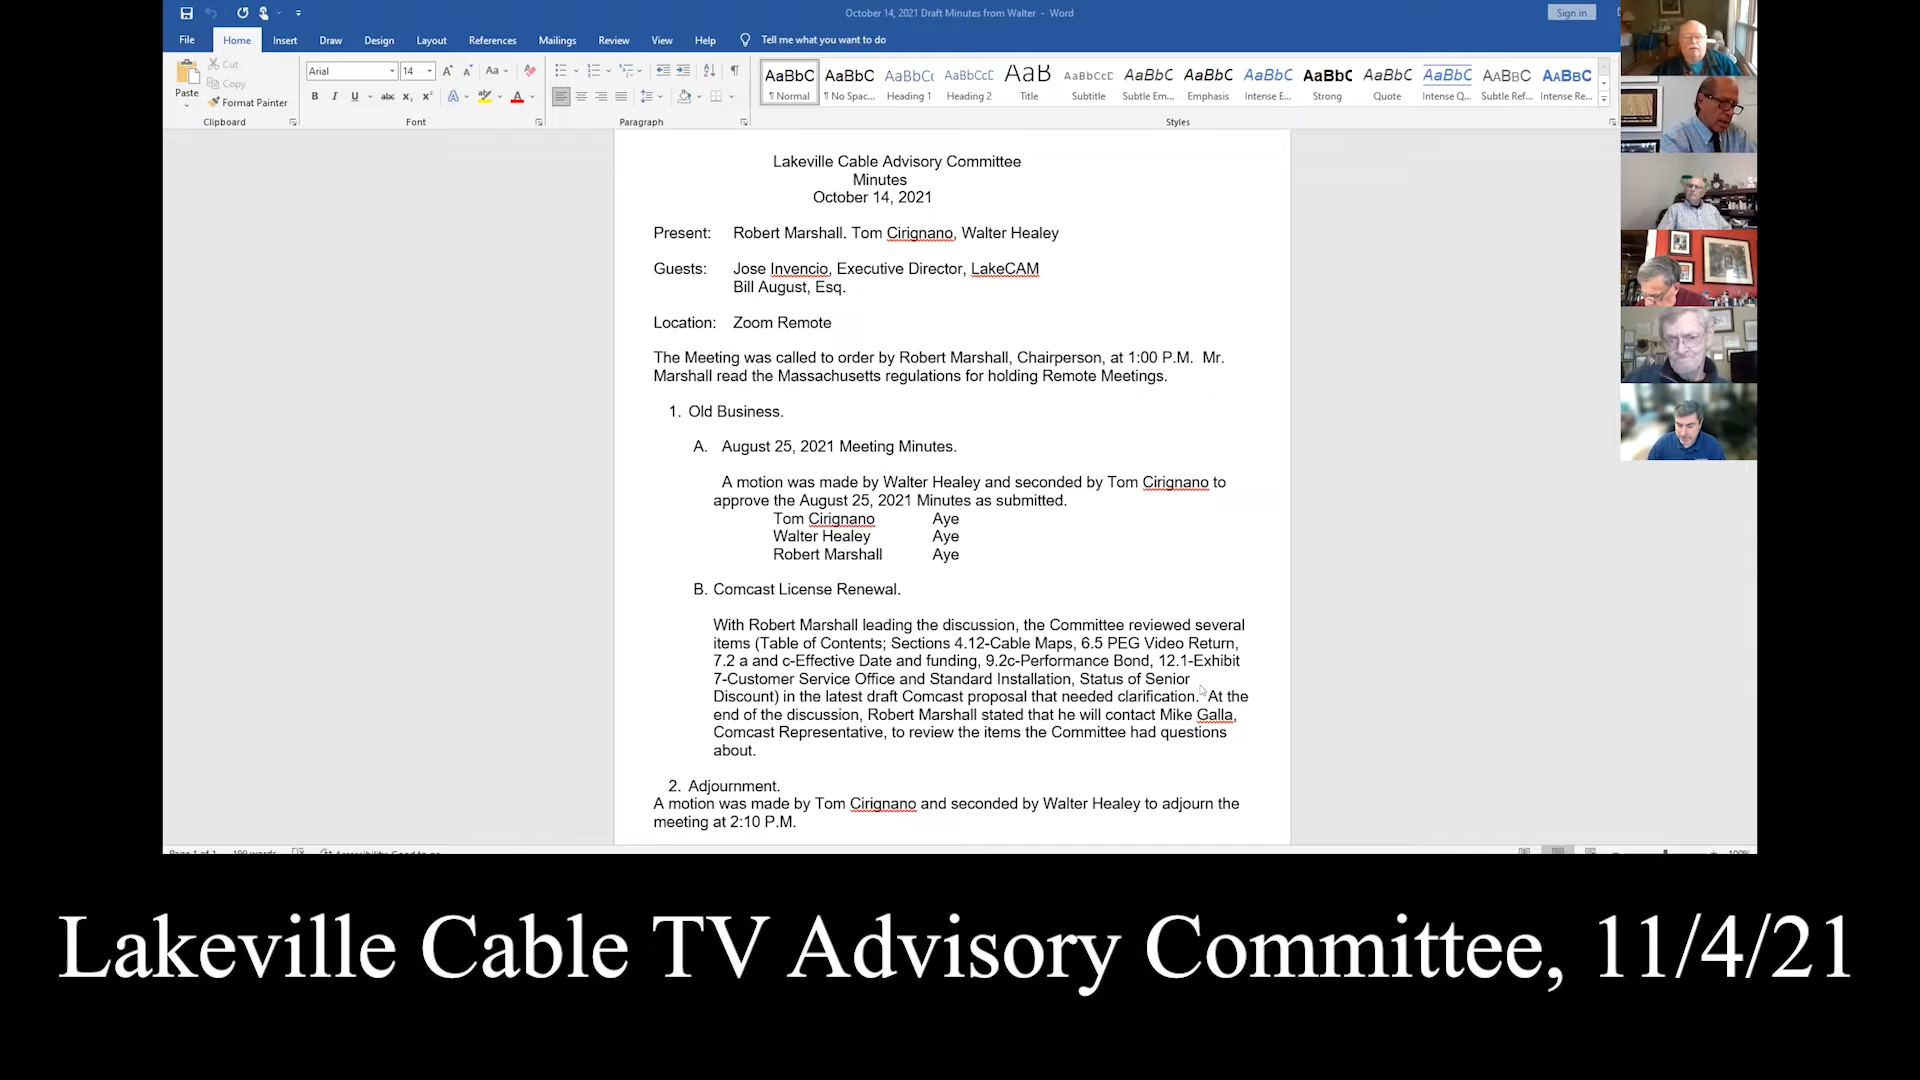 October 14, 2021 Draft Minutes from Walter - Word
Sign in
File Home Insert Draw Design Layout References Mailings Review View Help Tell me what you want to do
Paste
Cut
Copy
Format Painter
Clipboard
Arial 14
Font
Paragraph
AaBbC AaBbC AaBbC AaBbCcD AaB AaBbCcD AaBbC AaBbC AaBbC AaBbC AaBbC AaBbC AABBC AABBC
¶ Normal ¶ No Spac... Heading 1 Heading 2 Title Subtitle Subtle Em... Emphasis Intense E... Strong Quote Intense Q... Subtle Ref... Intense Re...
Styles
Lakeville Cable Advisory Committee
Minutes
October 14, 2021
Present: Robert Marshall. Tom Cirignano, Walter Healey
Guests: Jose Invencio, Executive Director, LakeCAM
Bill August, Esq.
Location: Zoom Remote
The Meeting was called to order by Robert Marshall, Chairperson, at 1:00 P.M. Mr.
Marshall read the Massachusetts regulations for holding Remote Meetings.
1. Old Business.
A. August 25, 2021 Meeting Minutes.
A motion was made by Walter Healey and seconded by Tom Cirignano to
approve the August 25, 2021 Minutes as submitted.
Tom Cirignano Aye
Walter Healey Aye
Robert Marshall Aye
B. Comcast License Renewal.
With Robert Marshall leading the discussion, the Committee reviewed several
items (Table of Contents; Sections 4.12-Cable Maps, 6.5 PEG Video Return,
7.2 a and c-Effective Date and funding, 9.2c-Performance Bond, 12.1-Exhibit
7-Customer Service Office and Standard Installation, Status of Senior
Discount) in the latest draft Comcast proposal that needed clarification. At the
end of the discussion, Robert Marshall stated that he will contact Mike Galla,
Comcast Representative, to review the items the Committee had questions
about.
2. Adjournment.
A motion was made by Tom Cirignano and seconded by Walter Healey to adjourn the
meeting at 2:10 P.M.
Page 1 of 1 199 words Accessibility: Good to go 100%
Lakeville Cable TV Advisory Committee, 11/4/21